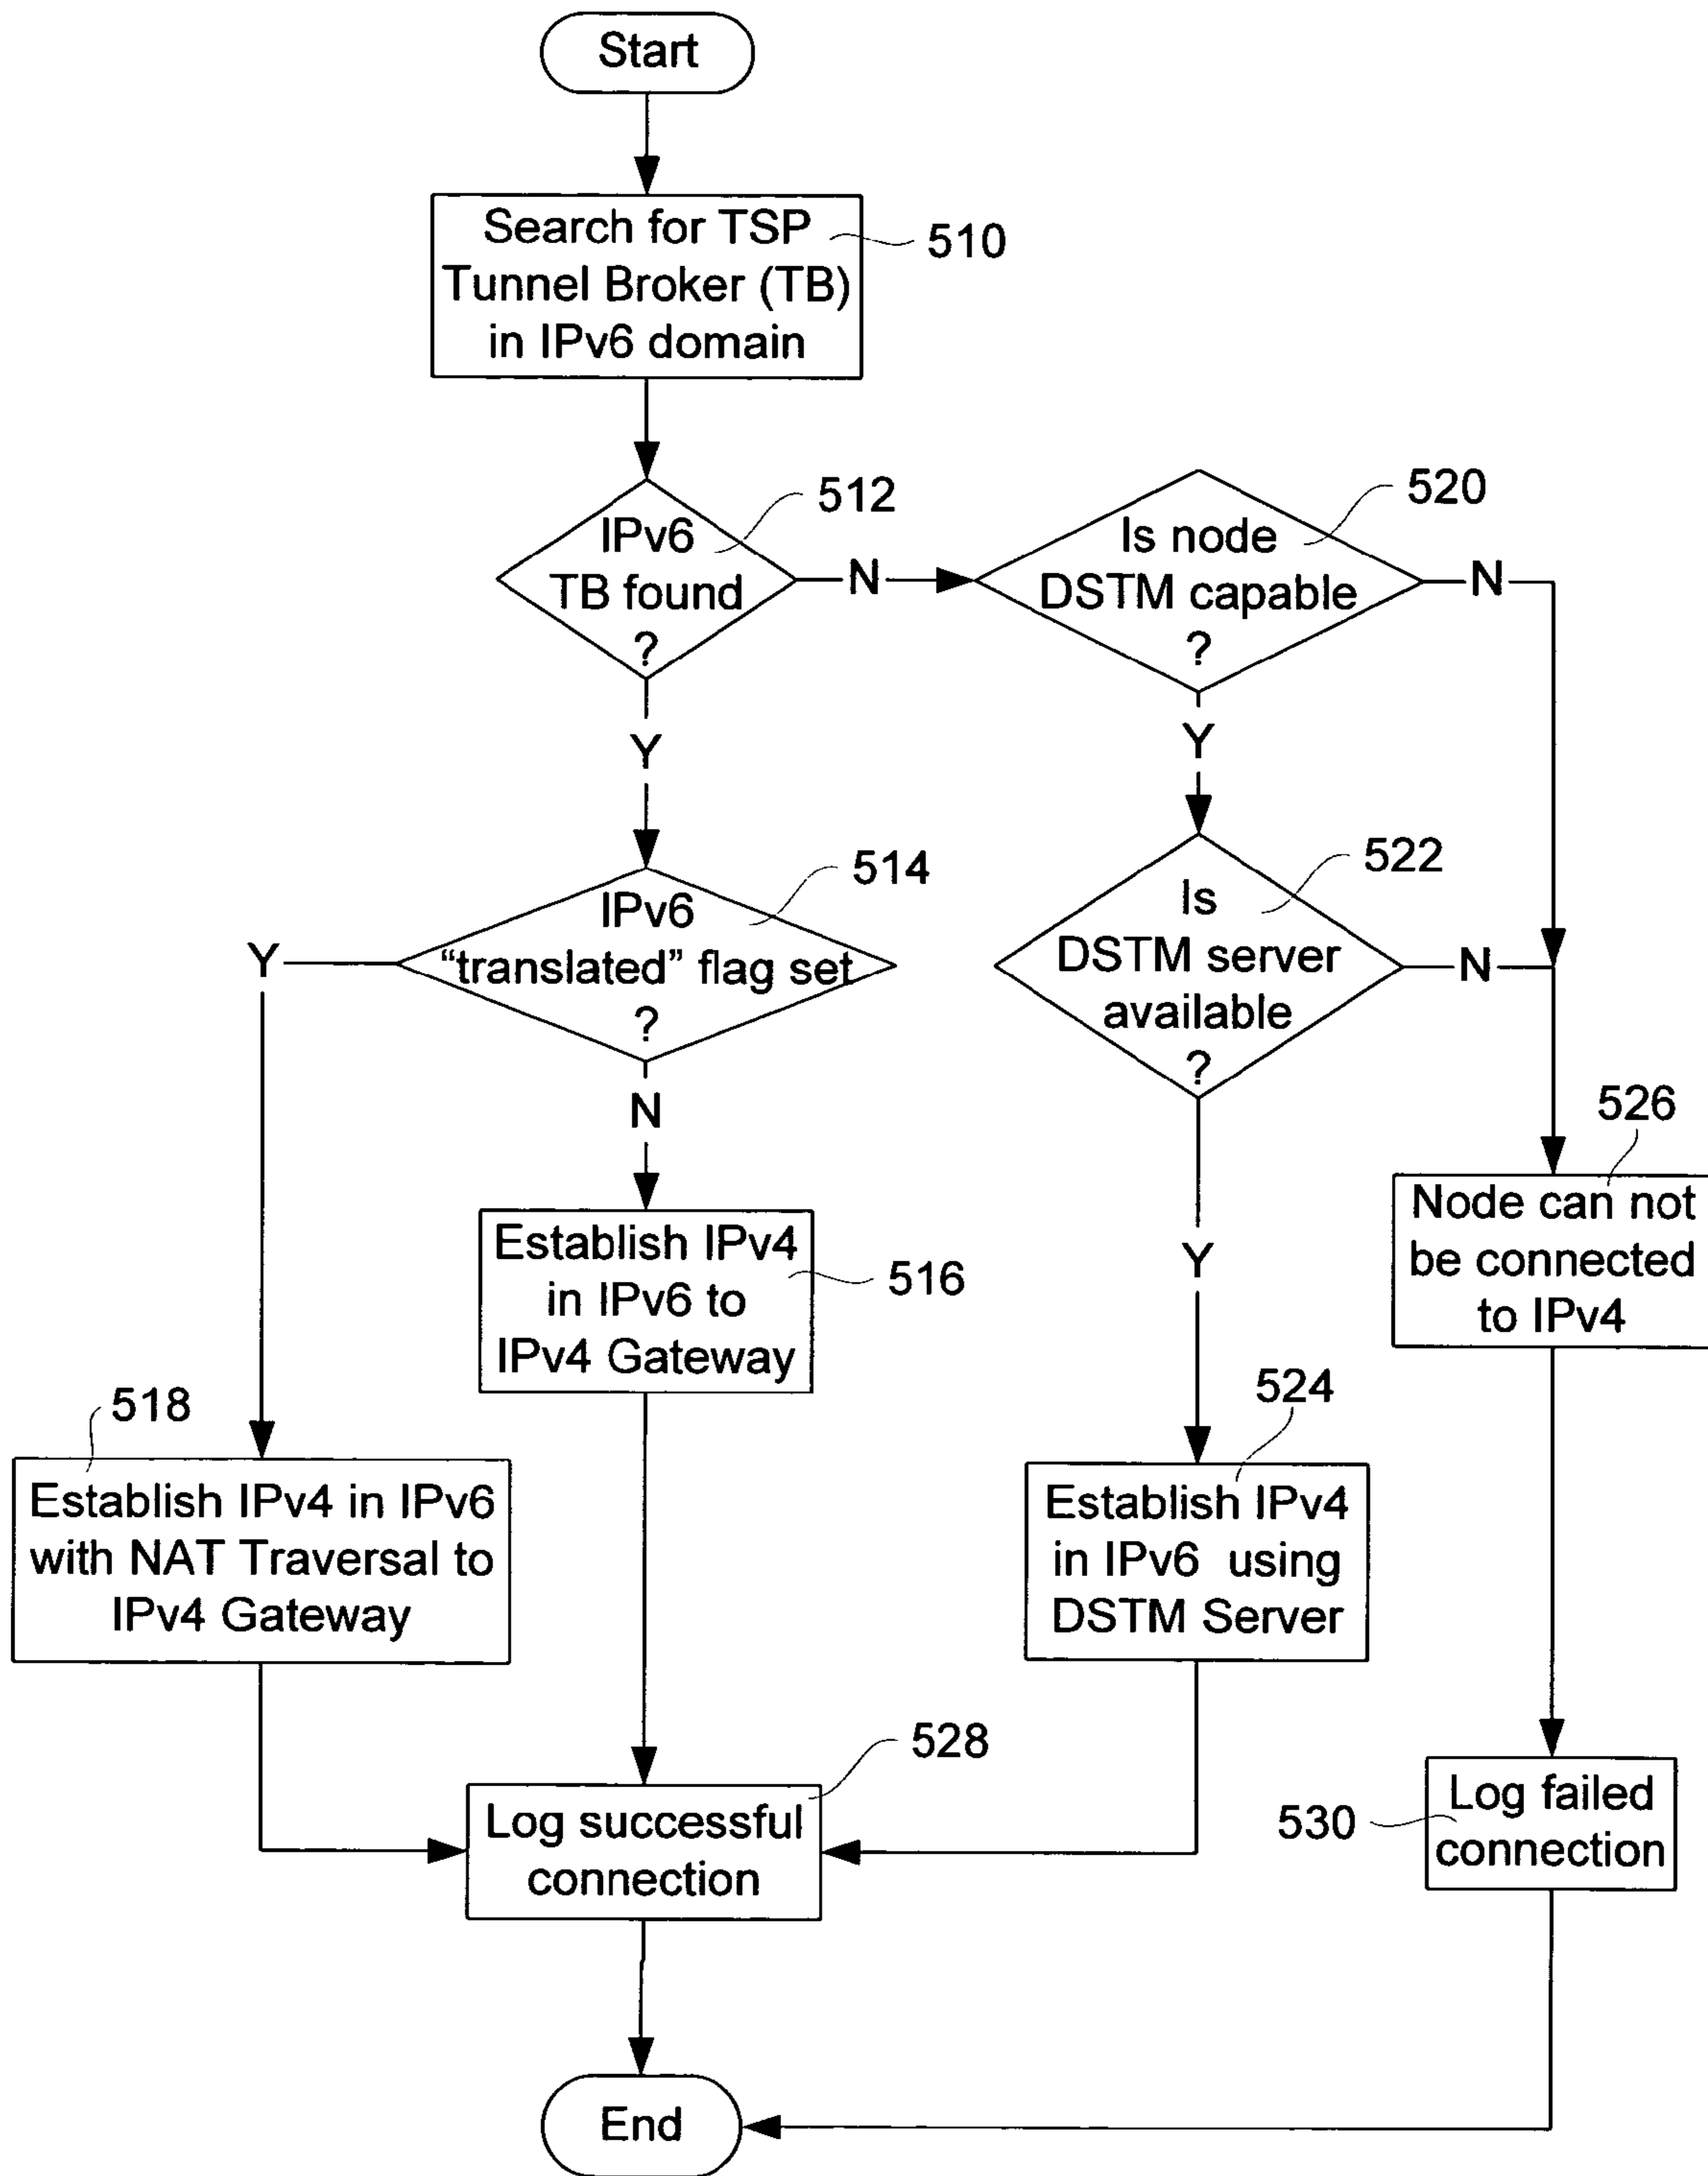 Start
Search for TSP
Tunnel Broker (TB)
in IPv6 domain
510
IPv6
TB found
?
512
N
Is node
DSTM capable
?
520
N
Y
Y
IPv6
“translated” flag set
?
514
Y
N
Is
DSTM server
available
?
522
N
Y
Establish IPv4
in IPv6 to
IPv4 Gateway
516
Node can not
be connected
to IPv4
526
Establish IPv4 in IPv6
with NAT Traversal to
IPv4 Gateway
518
Establish IPv4
in IPv6 using
DSTM Server
524
Log successful
connection
528
Log failed
connection
530
End